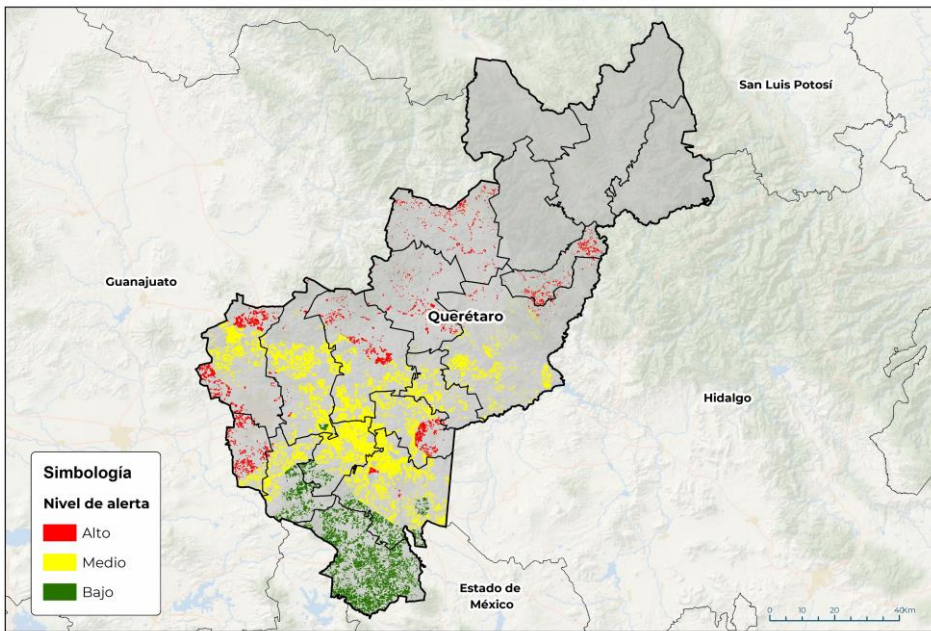 San Luis Potosí
Guanajuato
Querétaro
Hidalgo
Simbología
Nivel de alerta
Alto
Medio
Bajo
Estado de
México
0 10 20 40Km